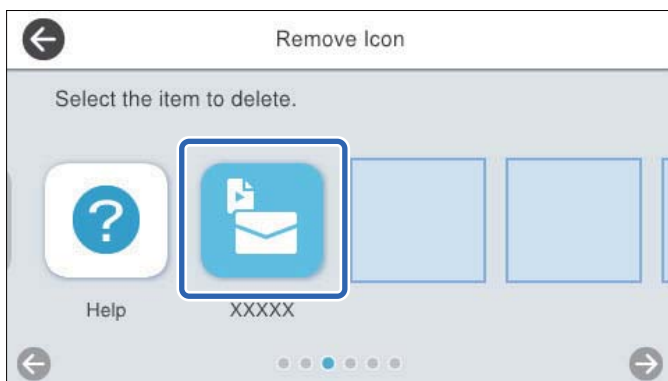 Remove Icon
Select the item to delete.
?
Help
XXXXX